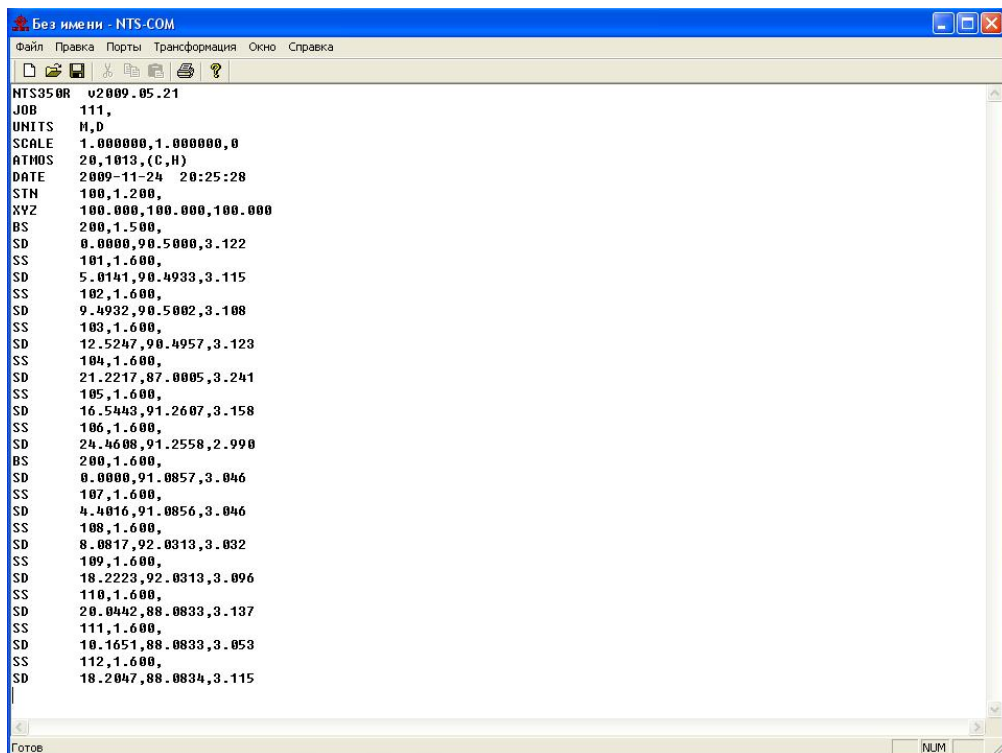 Без имени - NTS-COM
Файл Правка Порты Трансформация Окно Справка
NTS350R v2009.05.21
JOB 111,
UNITS M,D
SCALE 1.000000,1.000000,0
ATMOS 20,1013,(C,H)
DATE 2009-11-24 20:25:28
STN 100,1.200,
XYZ 100.000,100.000,100.000
BS 200,1.500,
SD 0.0000,90.5000,3.122
SS 101,1.600,
SD 5.0141,90.4933,3.115
SS 102,1.600,
SD 9.4932,90.5002,3.108
SS 103,1.600,
SD 12.5247,90.4957,3.123
SS 104,1.600,
SD 21.2217,87.0005,3.241
SS 105,1.600,
SD 16.5443,91.2607,3.158
SS 106,1.600,
SD 24.4608,91.2558,2.990
BS 200,1.600,
SD 0.0000,91.0857,3.046
SS 107,1.600,
SD 4.4016,91.0856,3.046
SS 108,1.600,
SD 8.0817,92.0313,3.032
SS 109,1.600,
SD 18.2223,92.0313,3.096
SS 110,1.600,
SD 20.0442,88.0833,3.137
SS 111,1.600,
SD 10.1651,88.0833,3.053
SS 112,1.600,
SD 18.2047,88.0834,3.115
Готов NUM